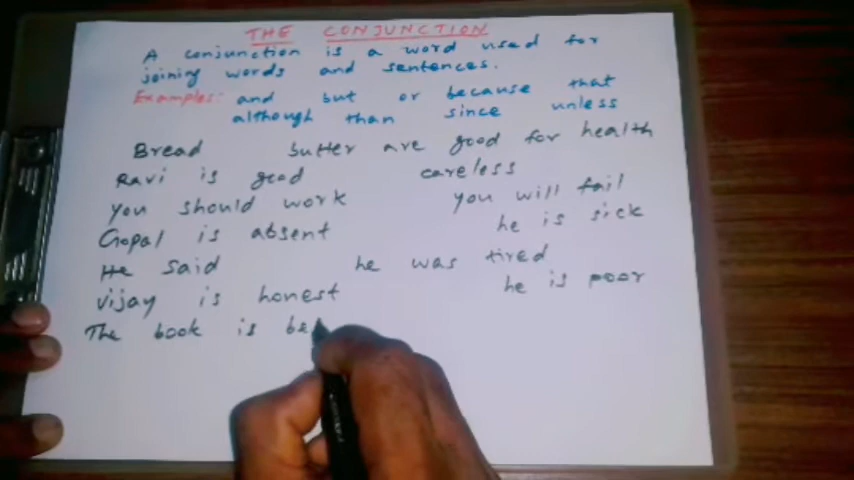 THE CONJUNCTION
A conjunction is a word used for
joining words and sentences.
Examples: and but or because that
although than since unless
Bread butter are good for health
Ravi is good careless
you should work you will fail
Gopal is absent he is sick
He said he was tired
Vijay is honest he is poor
The book is be